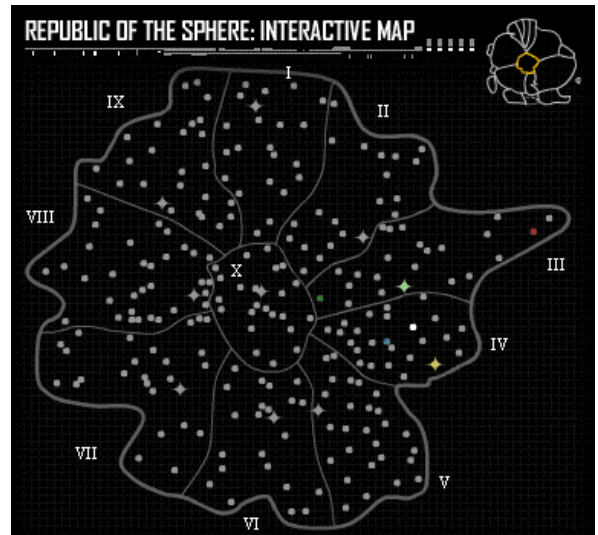 REPUBLIC OF THE SPHERE: INTERACTIVE MAP
I
IX
II
VIII
X
III
IV
VII
V
VI